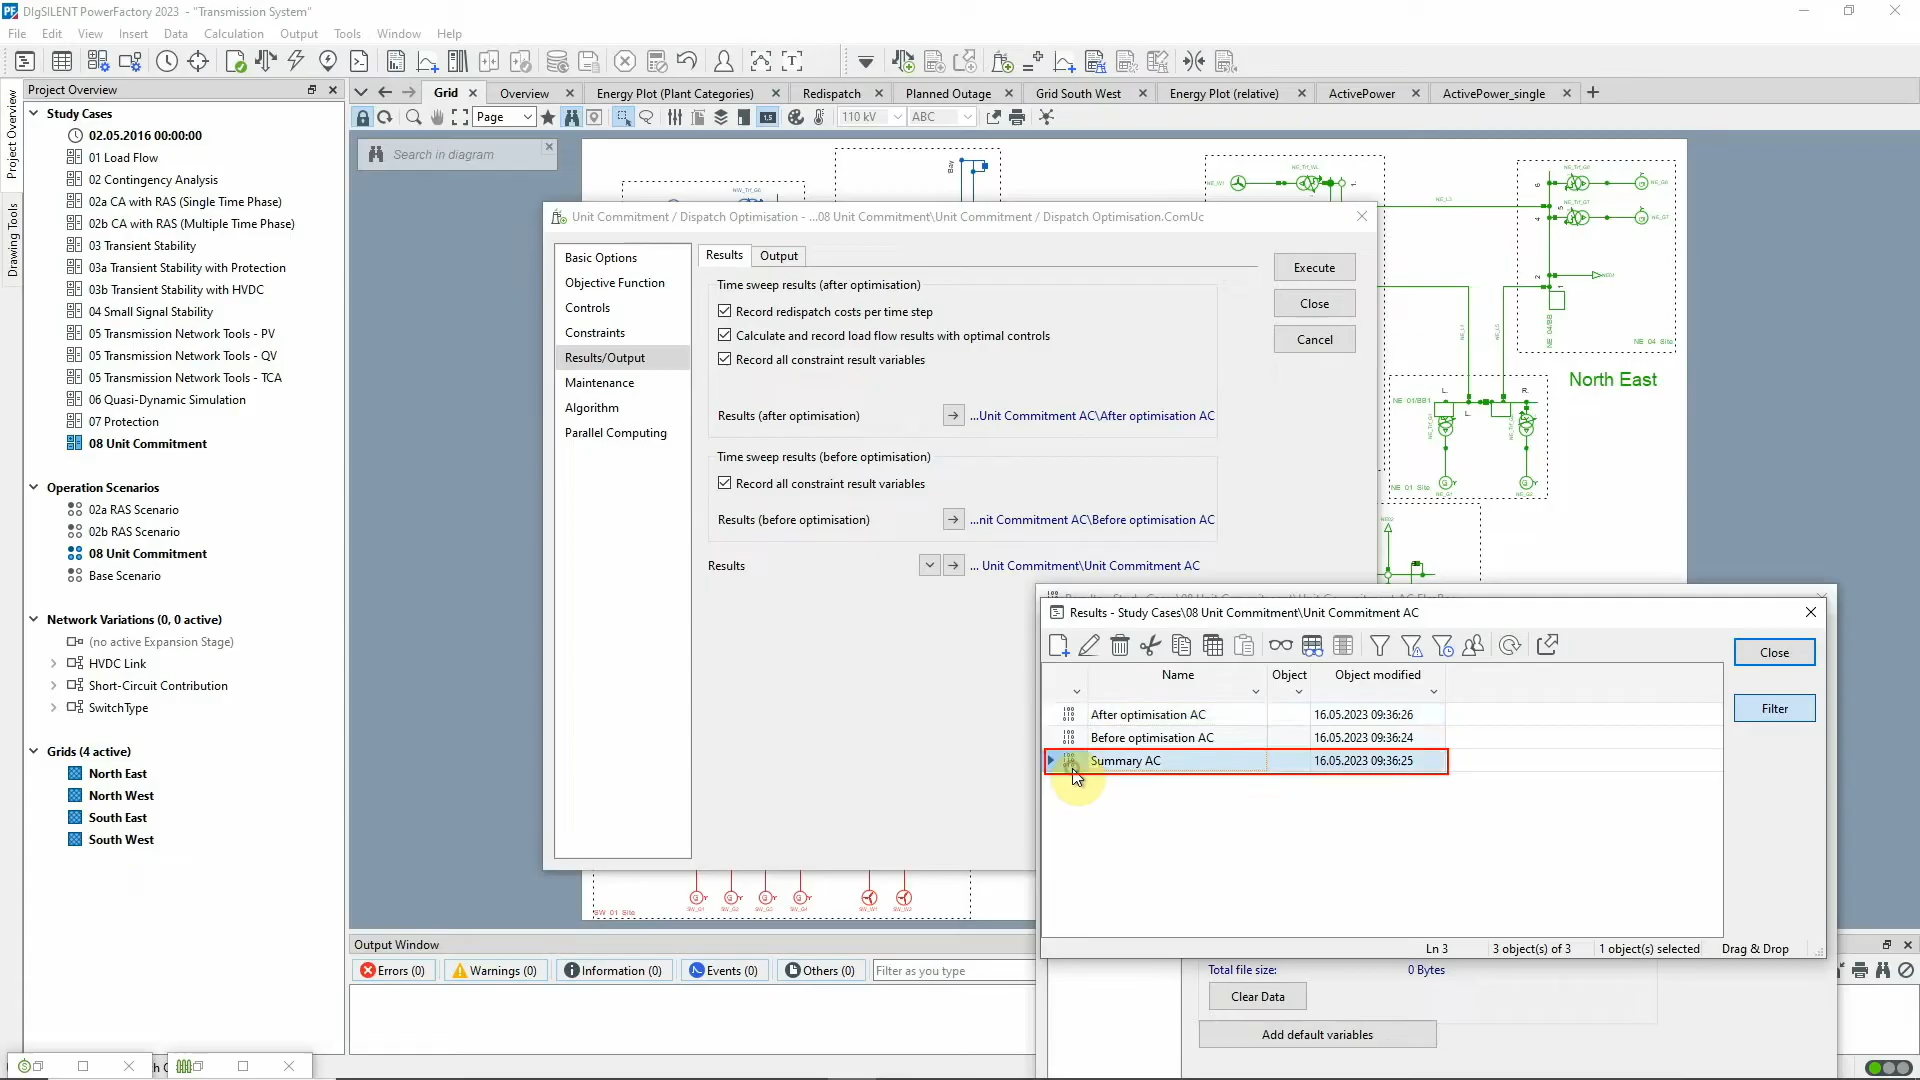 DIgSILENT PowerFactory 2023 - "Transmission System"
File Edit View Insert Data Calculation Output Tools Window Help
Project Overview
Drawing Tools
Project Overview
Study Cases
02.05.2016 00:00:00
01 Load Flow
02 Contingency Analysis
02a CA with RAS (Single Time Phase)
02b CA with RAS (Multiple Time Phase)
03 Transient Stability
03a Transient Stability with Protection
03b Transient Stability with HVDC
04 Small Signal Stability
05 Transmission Network Tools - PV
05 Transmission Network Tools - QV
05 Transmission Network Tools - TCA
06 Quasi-Dynamic Simulation
07 Protection
08 Unit Commitment
Operation Scenarios
02a RAS Scenario
02b RAS Scenario
08 Unit Commitment
Base Scenario
Network Variations (0, 0 active)
(no active Expansion Stage)
HVDC Link
Short-Circuit Contribution
SwitchType
Grids (4 active)
North East
North West
South East
South West
Grid Overview Energy Plot (Plant Categories) Redispatch Planned Outage Grid South West Energy Plot (relative) ActivePower ActivePower_single
Page 110 kV ABC
Search in diagram
Bay
North East
NE 04 Site
NE 01/BB1
NE 01 Site
SW 01 Site
Unit Commitment / Dispatch Optimisation - ...08 Unit Commitment\Unit Commitment / Dispatch Optimisation.ComUc
Basic Options
Objective Function
Controls
Constraints
Results/Output
Maintenance
Algorithm
Parallel Computing
Results Output
Time sweep results (after optimisation)
Record redispatch costs per time step
Calculate and record load flow results with optimal controls
Record all constraint result variables
Results (after optimisation) ...Unit Commitment AC\After optimisation AC
Time sweep results (before optimisation)
Record all constraint result variables
Results (before optimisation) ...nit Commitment AC\Before optimisation AC
Results ... Unit Commitment\Unit Commitment AC
Execute
Close
Cancel
Results - Study Cases\08 Unit Commitment\Unit Commitment AC
Name Object Object modified
After optimisation AC 16.05.2023 09:36:26
Before optimisation AC 16.05.2023 09:36:24
Summary AC 16.05.2023 09:36:25
Close
Filter
Ln 3 3 object(s) of 3 1 object(s) selected Drag & Drop
Total file size: 0 Bytes
Clear Data
Add default variables
Output Window
Errors (0) Warnings (0) Information (0) Events (0) Others (0) Filter as you type